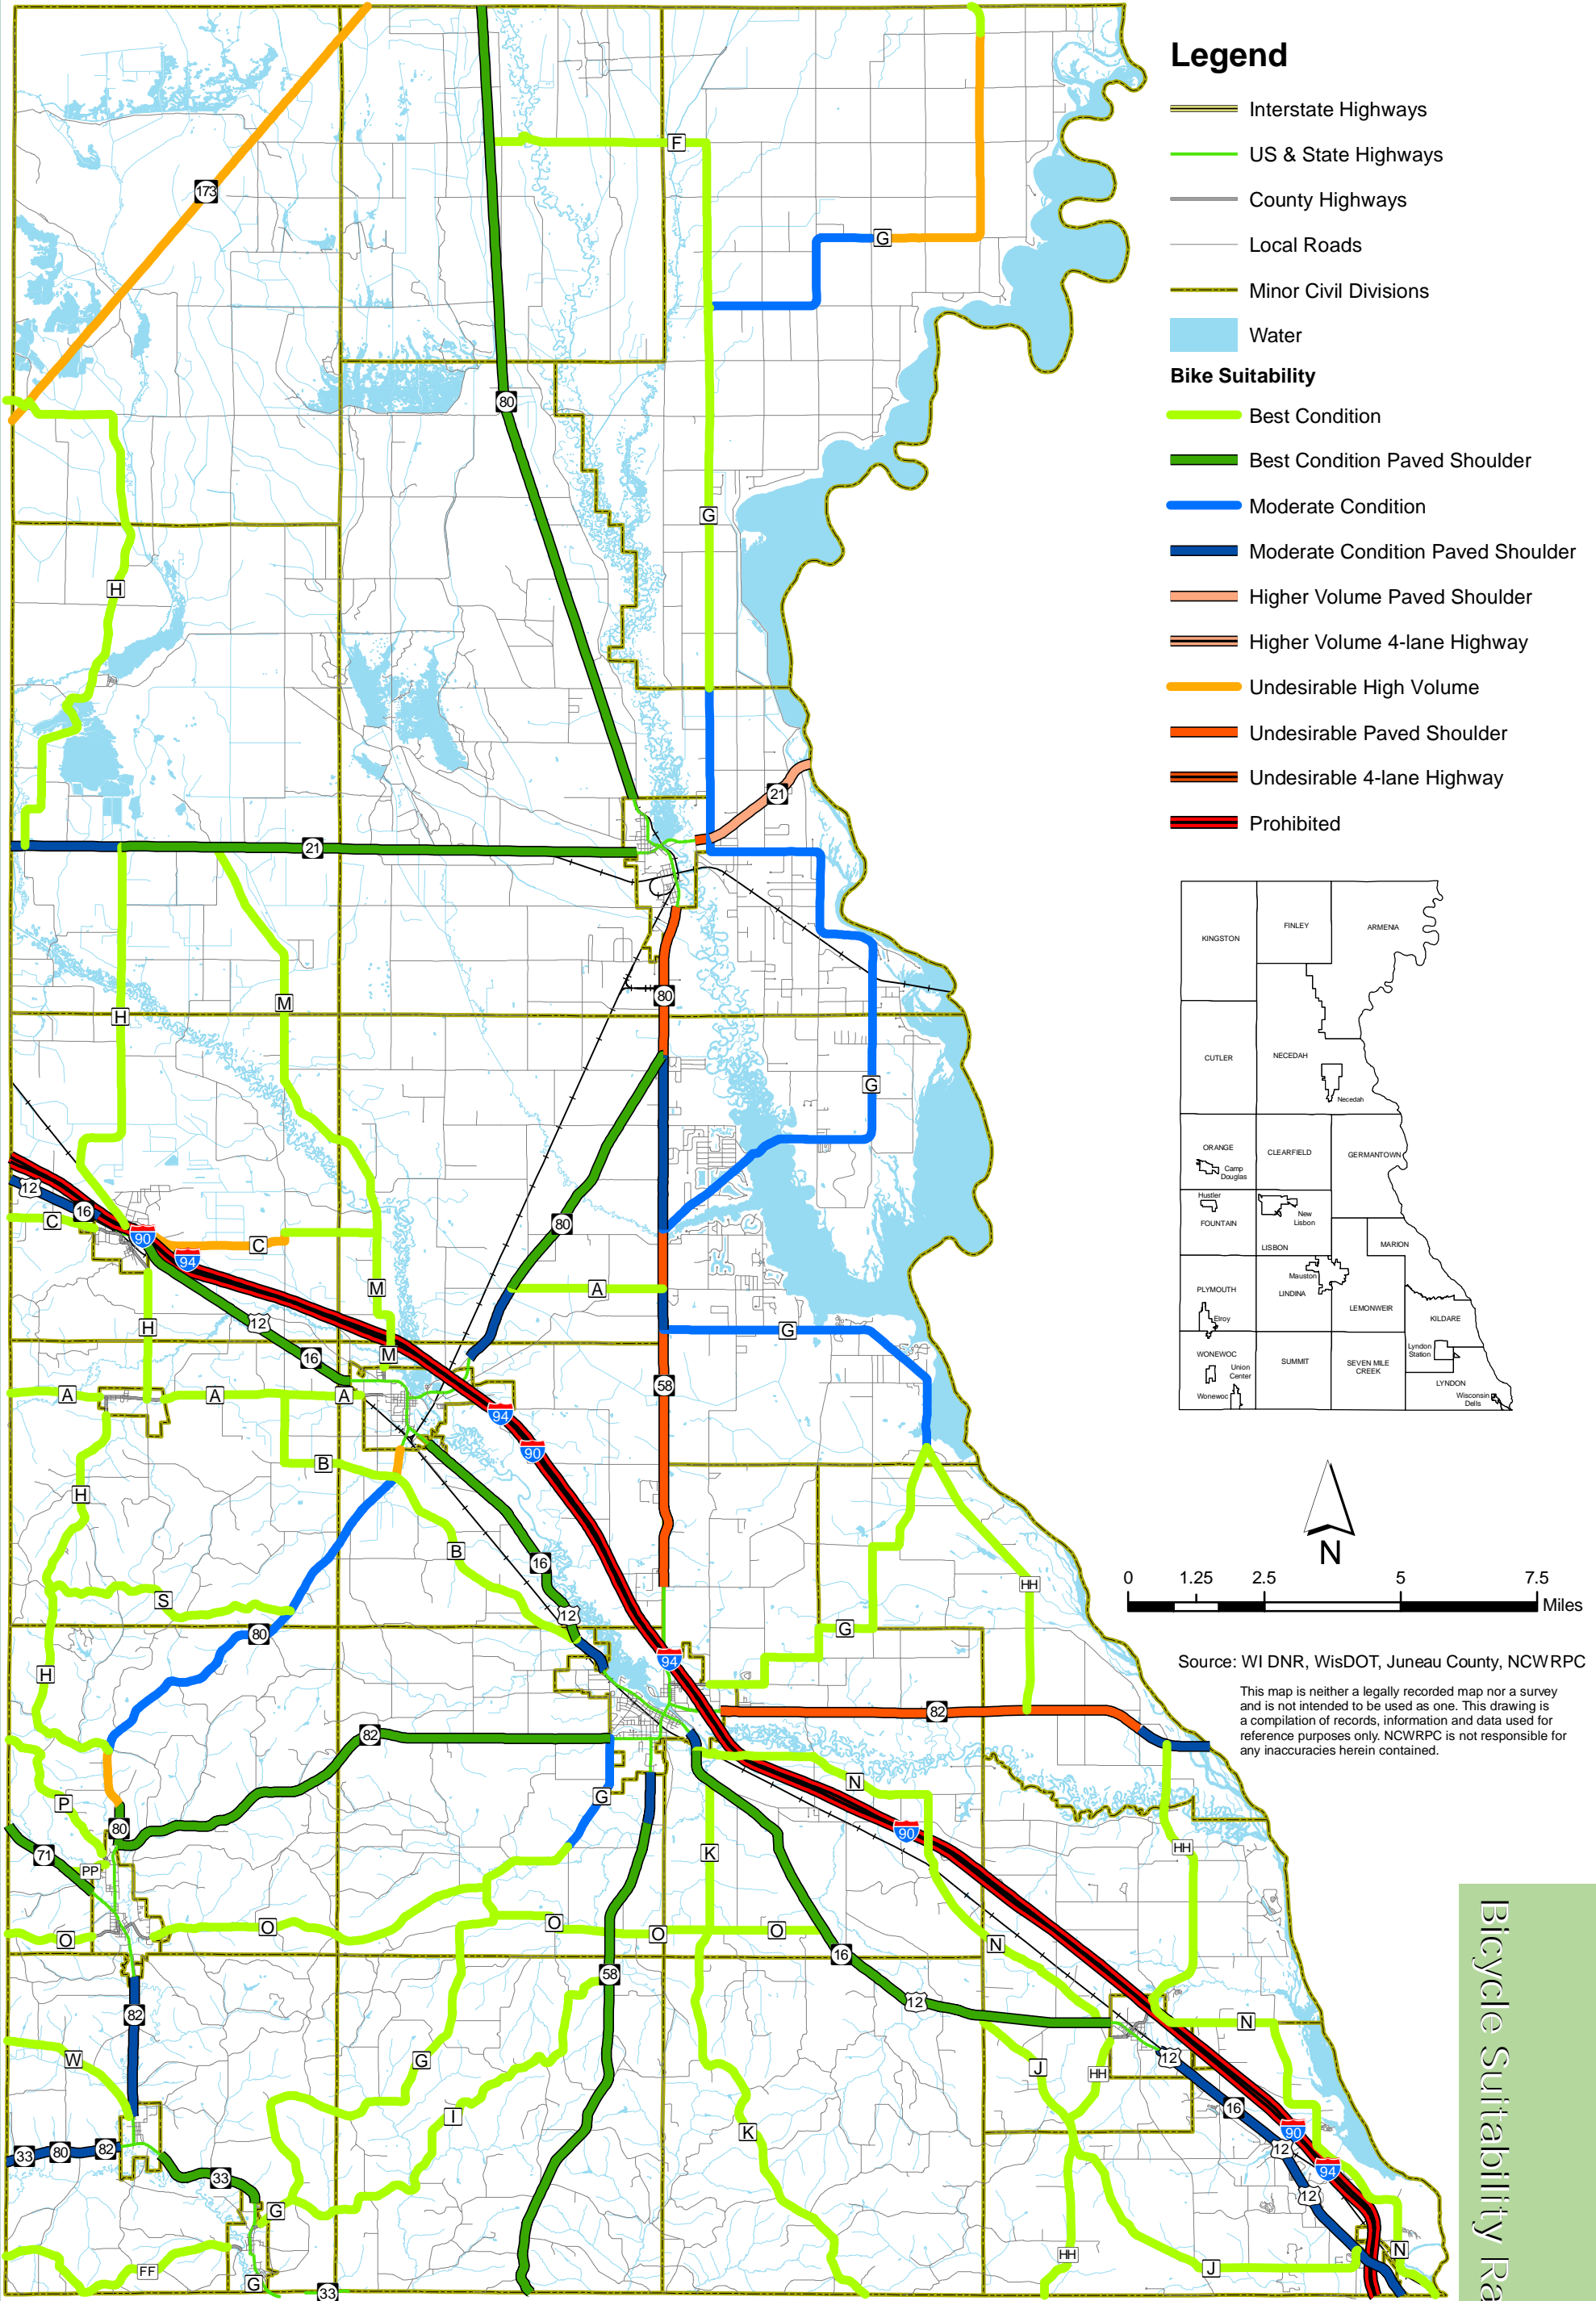 Legend
Interstate Highways
US & State Highways
County Highways
Local Roads
Minor Civil Divisions
Water
Bike Suitability
Best Condition
Best Condition Paved Shoulder
Moderate Condition
Moderate Condition Paved Shoulder
Higher Volume Paved Shoulder
Higher Volume 4-lane Highway
Undesirable High Volume
Undesirable Paved Shoulder
Undesirable 4-lane Highway
Prohibited
KINGSTON
FINLEY
ARMENIA
CUTLER
NECEDAH
Necedah
ORANGE
CLEARFIELD
GERMANTOWN
Camp
Douglas
Hustler
New
Lisbon
FOUNTAIN
LISBON
MARION
Mauston
PLYMOUTH
LINDINA
LEMONWEIR
KILDARE
Elroy
Lyndon
Station
WONEWOC
SUMMIT
SEVEN MILE
CREEK
Union
Center
LYNDON
Wonewoc
Wisconsin
Dells
N
0 1.25 2.5 5 7.5
Miles
Source: WI DNR, WisDOT, Juneau County, NCWRPC
This map is neither a legally recorded map nor a survey
and is not intended to be used as one. This drawing is
a compilation of records, information and data used for
reference purposes only. NCWRPC is not responsible for
any inaccuracies herein contained.
Bicycle Suitability Ra
F
173
G
80
G
H
21
21
H
M
80
G
12
16
C
90
94
C
80
A
M
H
12
16
M
G
A
A
A
94
90
58
B
H
B
16
HH
S
12
80
G
H
94
82
82
N
P
G
80
90
71
PP
K
HH
O
O
O
O
O
16
N
58
12
82
N
W
G
J
HH
12
I
K
16
90
33
80
82
12
33
94
12
G
FF
HH
J
N
G
33